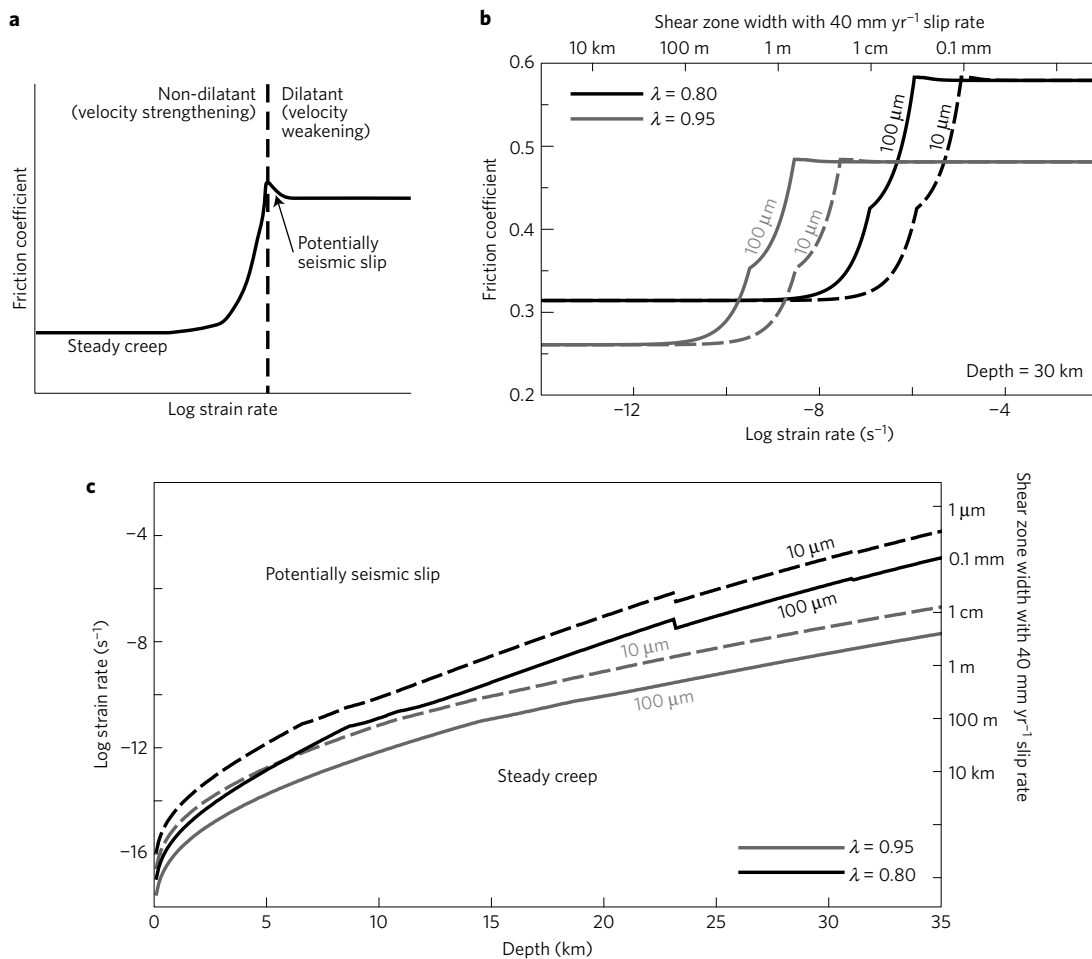 a
Non-dilatant
(velocity strengthening)
Dilatant
(velocity
weakening)
Potentially
seismic slip
Steady creep
Friction coefficient
Log strain rate
b
Shear zone width with 40 mm yr⁻¹ slip rate
10 km 100 m 1 m 1 cm 0.1 mm
0.6
0.5
0.4
0.3
0.2
Friction coefficient
λ = 0.80
λ = 0.95
100 μm
10 μm
100 μm
10 μm
Depth = 30 km
−12 −8 −4
Log strain rate (s⁻¹)
c
−4
−8
−12
−16
Log strain rate (s⁻¹)
Potentially seismic slip
Steady creep
10 μm
100 μm
10 μm
100 μm
λ = 0.95
λ = 0.80
1 μm
0.1 mm
1 cm
1 m
100 m
10 km
Shear zone width with 40 mm yr⁻¹ slip rate
0 5 10 15 20 25 30 35
Depth (km)